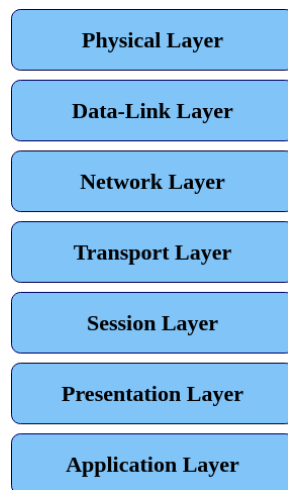 Physical Layer
Data-Link Layer
Network Layer
Transport Layer
Session Layer
Presentation Layer
Application Layer